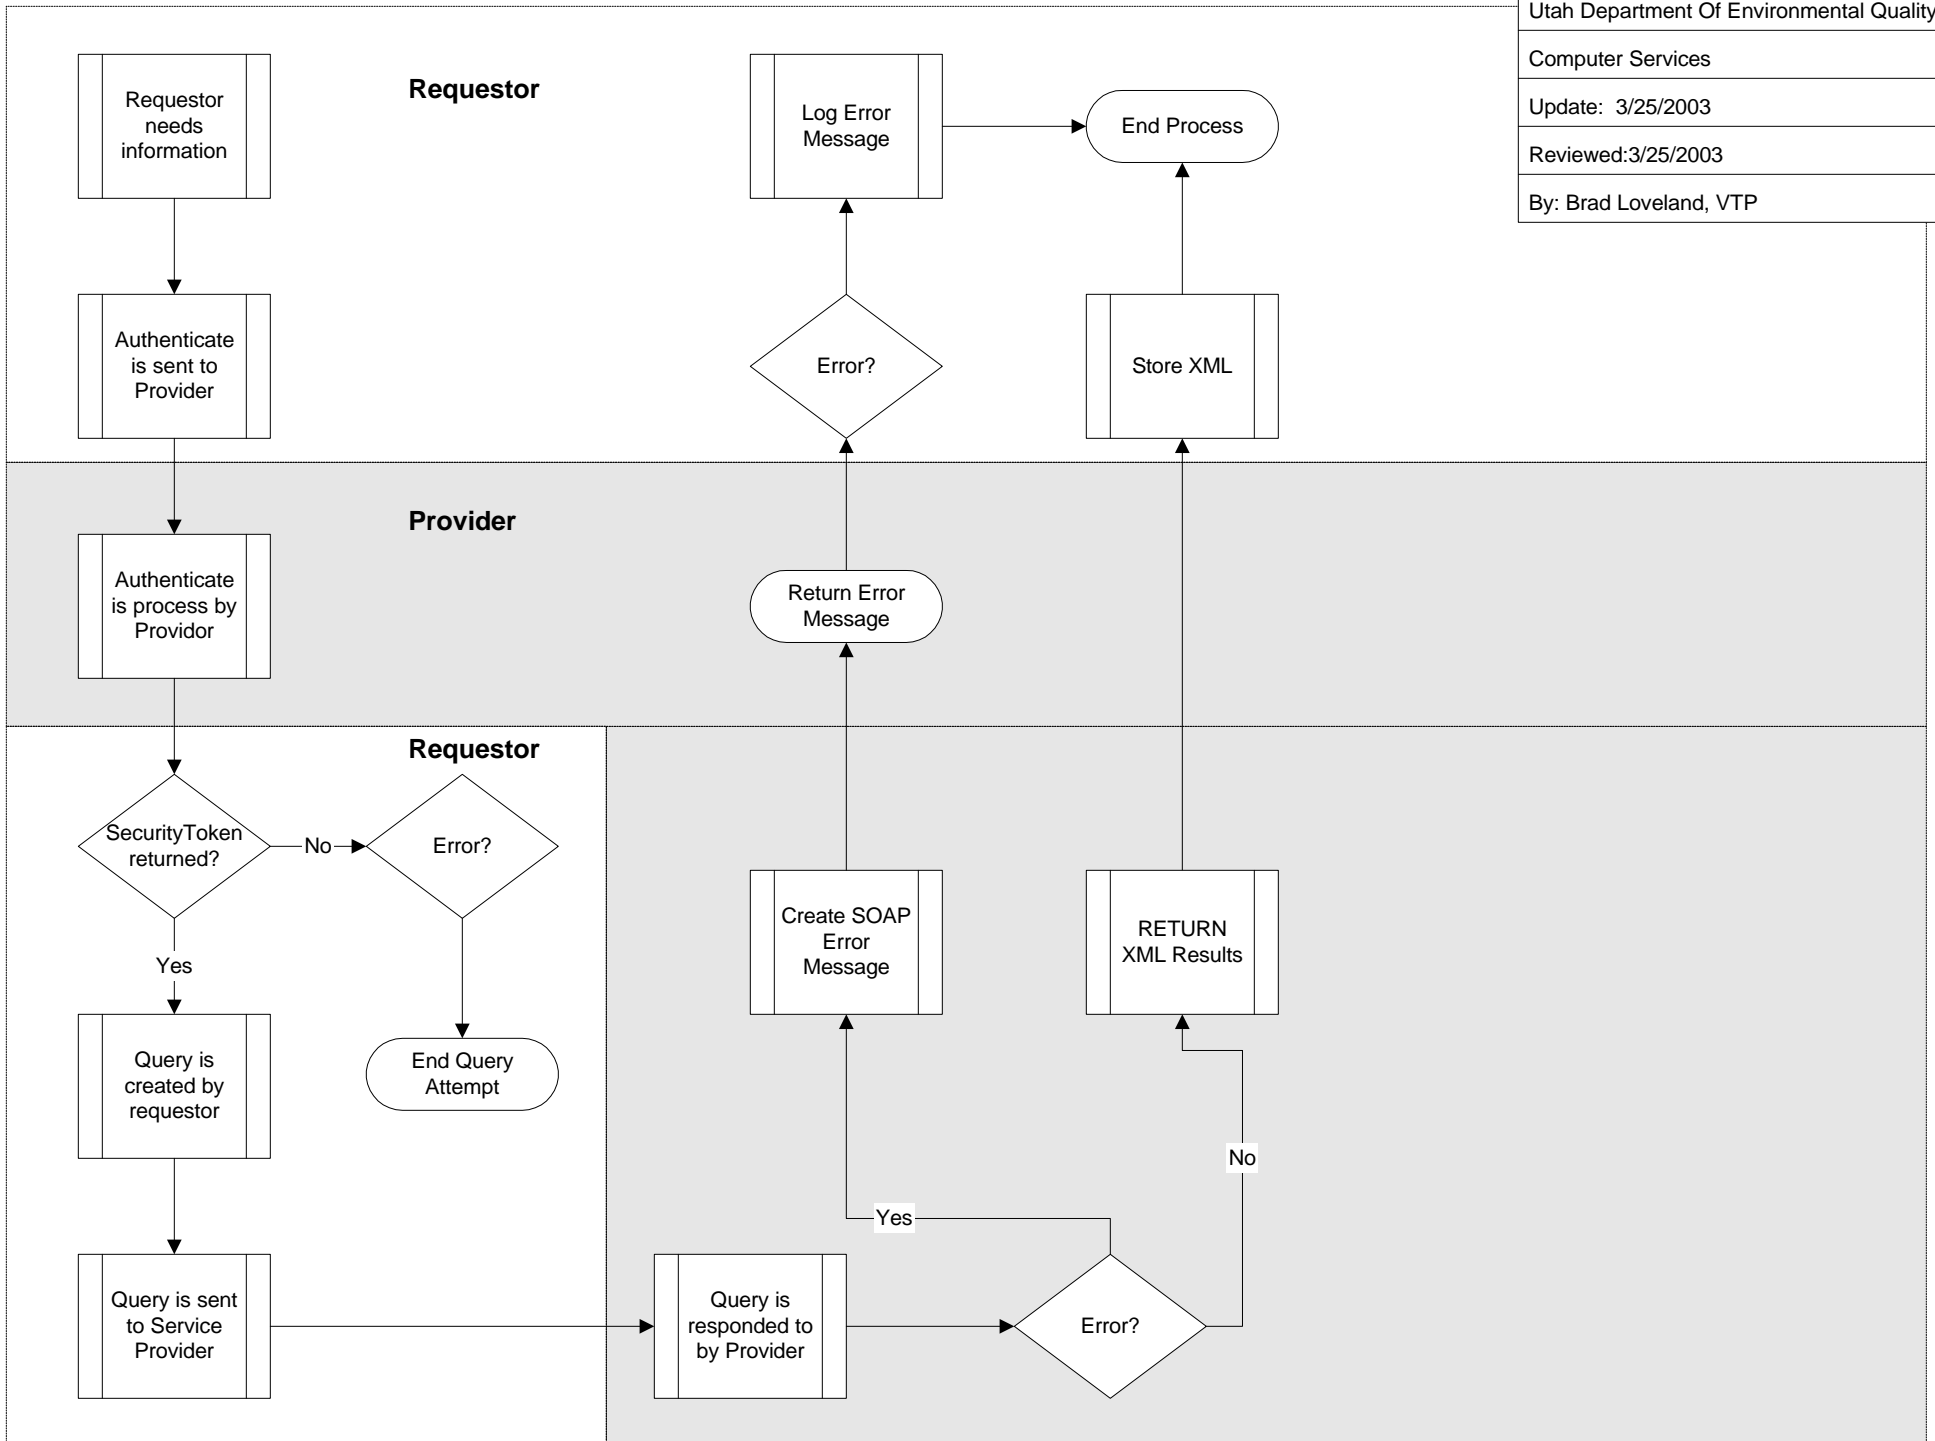 Utah Department Of Environmental Quality
Computer Services
Update:  3/25/2003
Reviewed:3/25/2003
By: Brad Loveland, VTP
Requestor
Requestor
needs
information
Log Error
Message
End Process
Authenticate
is sent to
Provider
Error?
Store XML
Provider
Authenticate
is process by
Providor
Return Error
Message
Requestor
SecurityToken
returned?
No
Error?
Yes
Create SOAP
Error
Message
RETURN
XML Results
Query is
created by
requestor
End Query
Attempt
No
Yes
Query is sent
to Service
Provider
Query is
responded to
by Provider
Error?